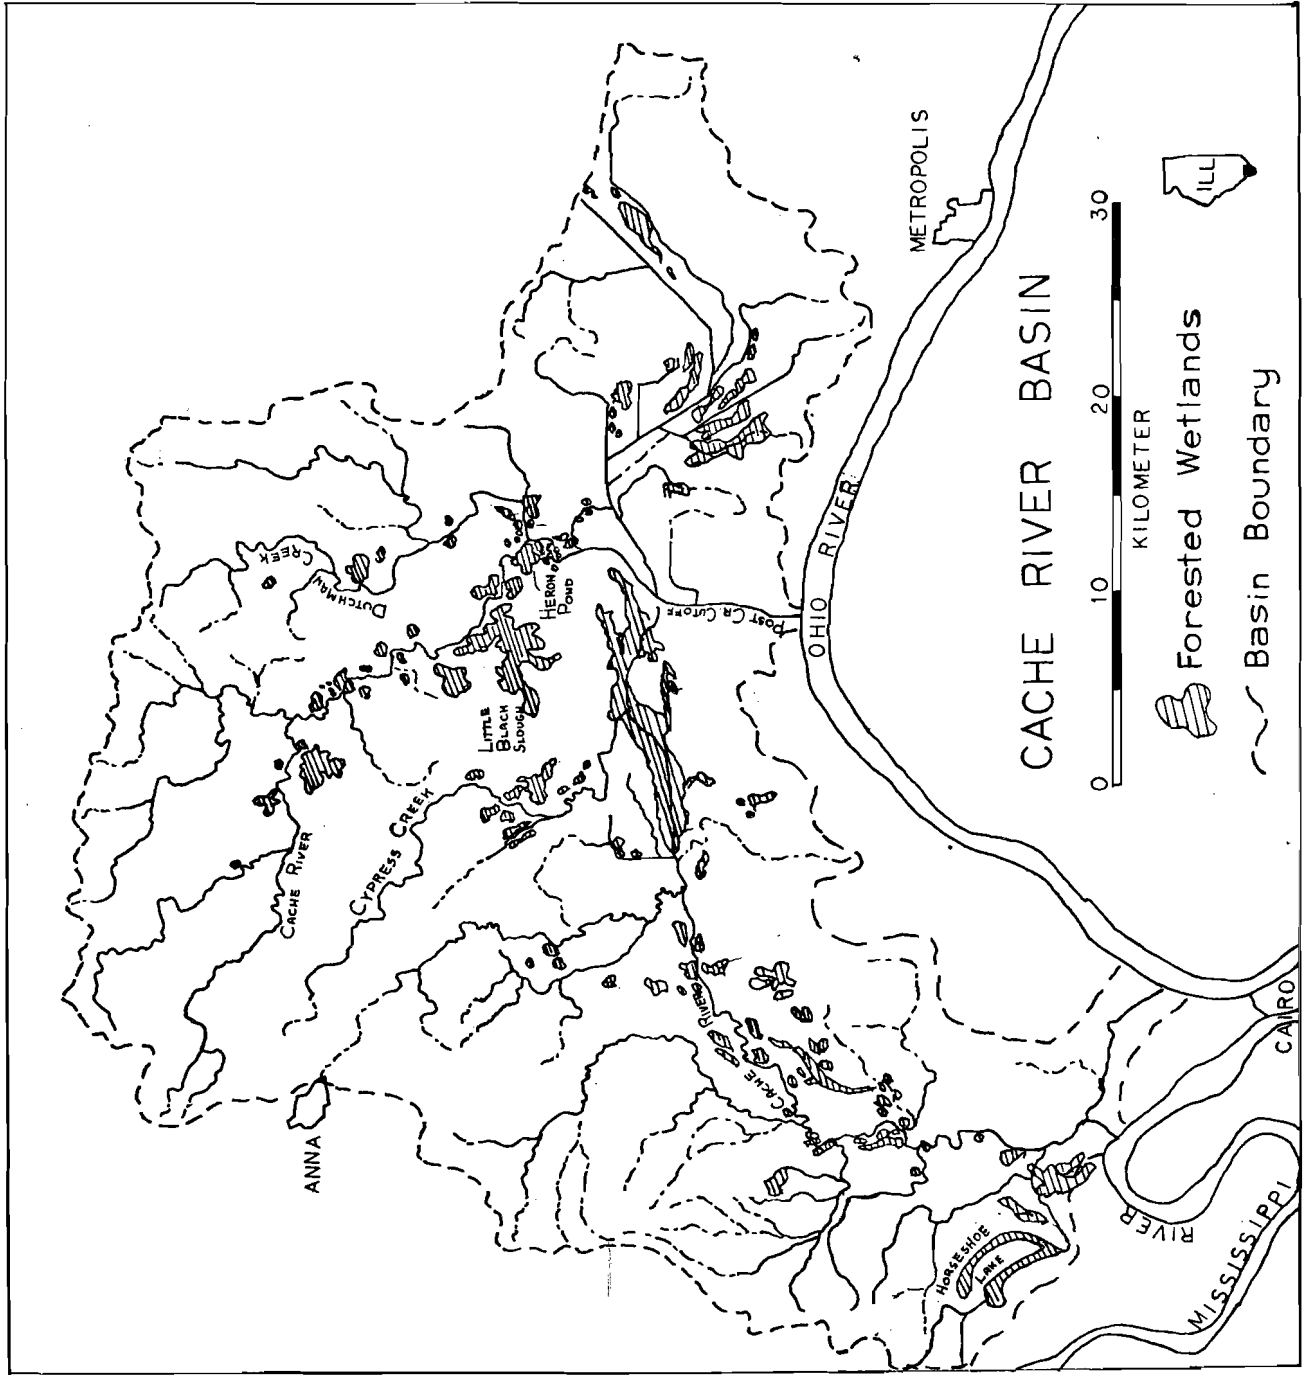 DUTCHMAN
CREEK
CACHE RIVER
CYPRESS CREEK
LITTLE
BLACK
SLOUGH
HERON
POND
POST CR. CUTOFF
METROPOLIS
OHIO RIVER
ANNA
CACHE RIVER
HORSESHOE
LAKE
MISSISSIPPI
RIVER
CAIRO
CACHE RIVER BASIN
0 10 20 30
KILOMETER
ILL
Forested Wetlands
Basin Boundary